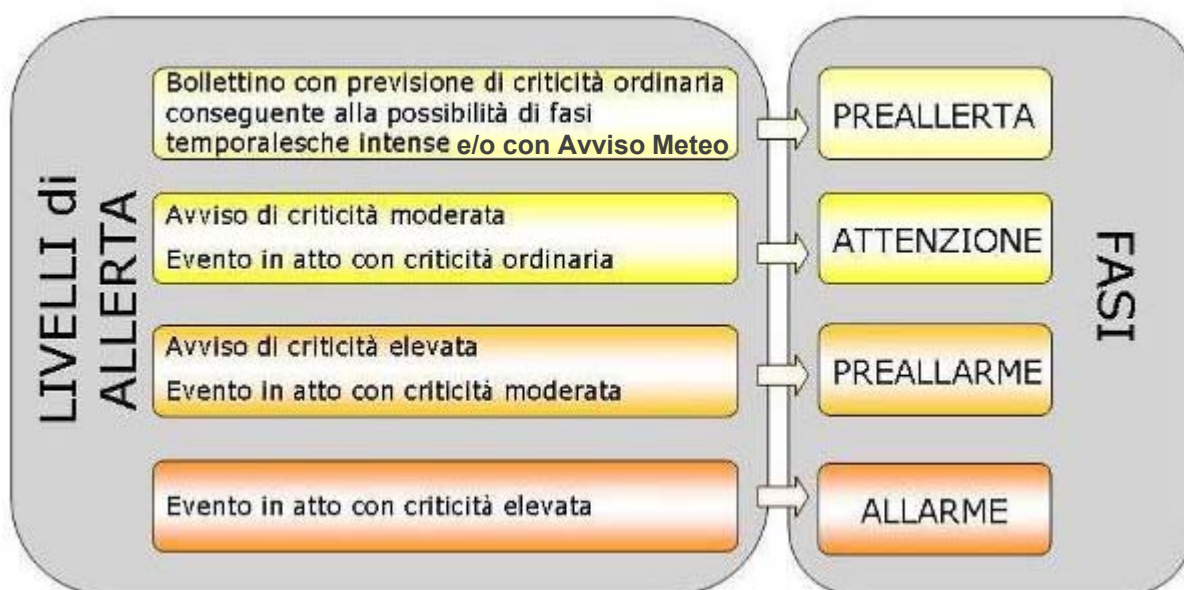 LIVELLI di
ALLERTA
Bollettino con previsione di criticità ordinaria
conseguente alla possibilità di fasi
temporalesche intense e/o con Avviso Meteo
PREALLERTA
Avviso di criticità moderata
Evento in atto con criticità ordinaria
ATTENZIONE
Avviso di criticità elevata
Evento in atto con criticità moderata
PREALLARME
Evento in atto con criticità elevata
ALLARME
FASI